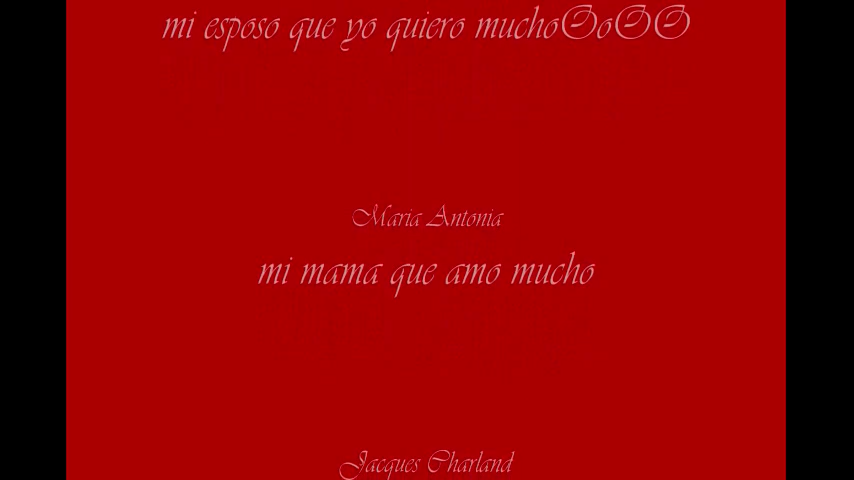 mi esposo que yo quiero muchoOoOO
Maria Antonia
mi mama que amo mucho
Jacques Charland